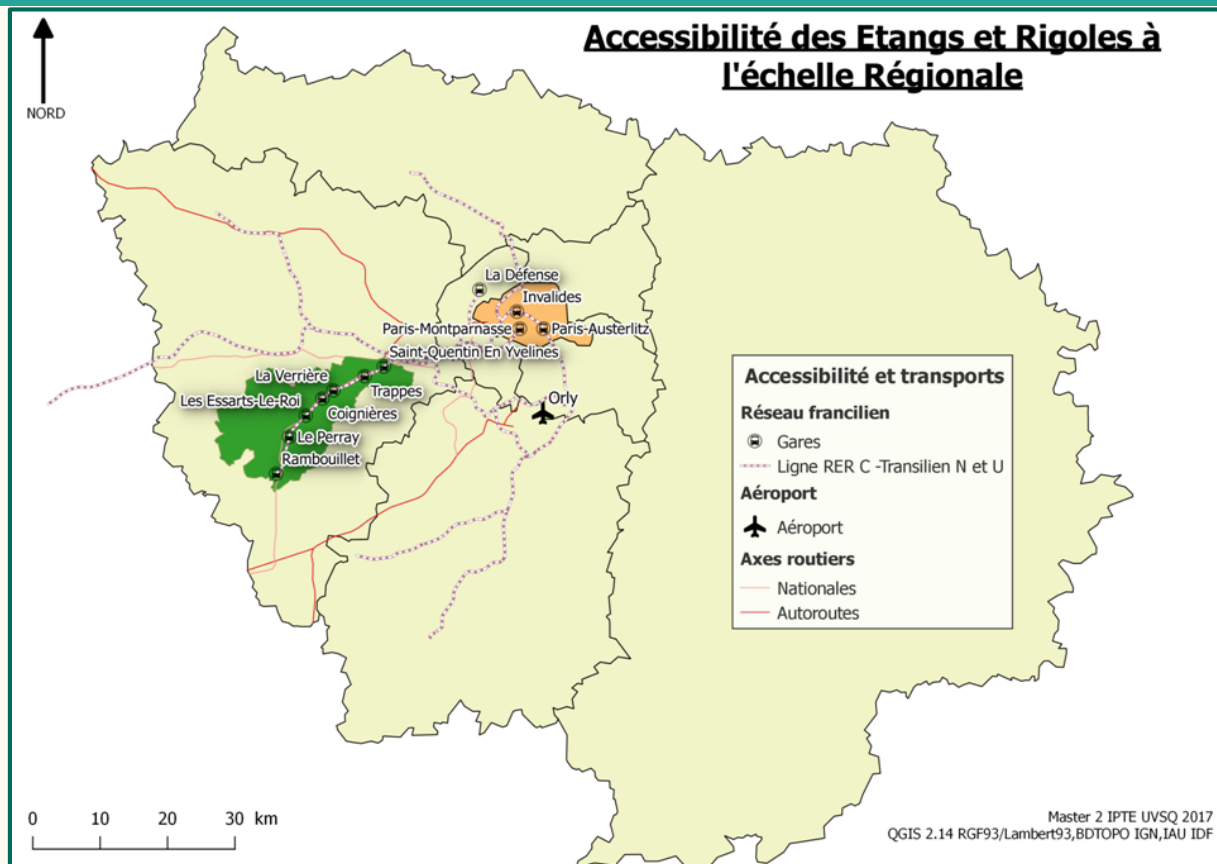 Accessibilité des Etangs et Rigoles à
l'échelle Régionale
NORD
La Défense
Invalides
Paris-Montparnasse
Paris-Austerlitz
Saint-Quentin En Yvelines
La Verrière
Trappes
Les Essarts-Le-Roi
Coignières
Orly
Le Perray
Rambouillet
Accessibilité et transports
Réseau francilien
Gares
Ligne RER C -Transilien N et U
Aéroport
Aéroport
Axes routiers
Nationales
Autoroutes
0 10 20 30 km
Master 2 IPTE UVSQ 2017
QGIS 2.14 RGF93/Lambert93,BDTOPO IGN,IAU IDF